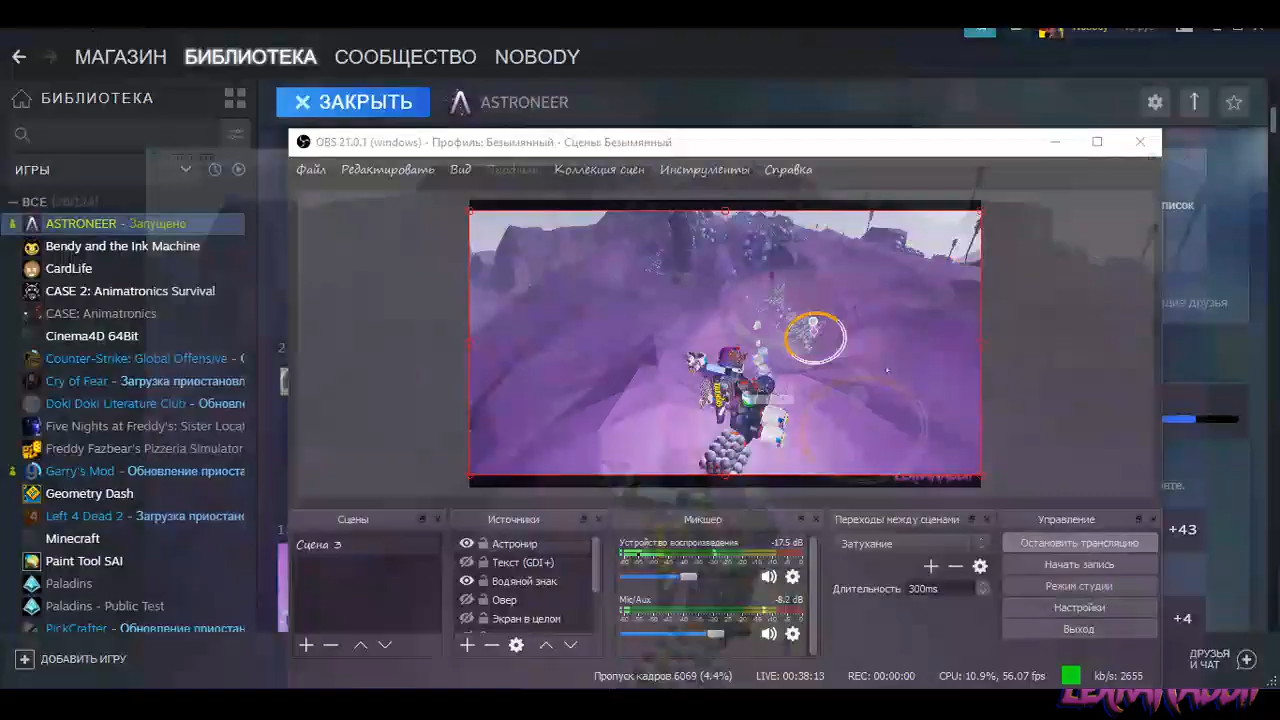 МАГАЗИН БИБЛИОТЕКА СООБЩЕСТВО NOBODY
БИБЛИОТЕКА
ЗАКРЫТЬ
ASTRONEER
ИГРЫ
ВСЕ
ASTRONEER - Запущено
Bendy and the Ink Machine
CardLife
CASE 2: Animatronics Survival
CASE: Animatronics
Cinema4D 64Bit
Counter-Strike: Global Offensive - О
Cry of Fear - Загрузка приостановл
Doki Doki Literature Club - Обновле
Five Nights at Freddy's: Sister Locat
Freddy Fazbear's Pizzeria Simulator
Garry's Mod - Обновление приоста
Geometry Dash
Left 4 Dead 2 - Загрузка приостано
Minecraft
Paint Tool SAI
Paladins
Paladins - Public Test
PickCrafter - Обновление приостан
ДОБАВИТЬ ИГРУ
OBS 21.0.1 (windows) - Профиль: Безымянный - Сцены: Безымянный
Файл Редактировать Вид Профиль Коллекция сцен Инструменты Справка
Сцены
Сцена 3
Источники
Астронир
Текст (GDI+)
Водяной знак
Овер
Экран в целом
Микшер
Устройство воспроизведения -17.5 dB
Mic/Aux -8.2 dB
Переходы между сценами
Затухание
Длительность 300ms
Управление
Остановить трансляцию
Начать запись
Режим студии
Настройки
Выход
Пропуск кадров 6069 (4.4%) LIVE: 00:38:13 REC: 00:00:00 CPU: 10.9%, 56.07 fps kb/s: 2655
+43
+4
ДРУЗЬЯ
И ЧАТ